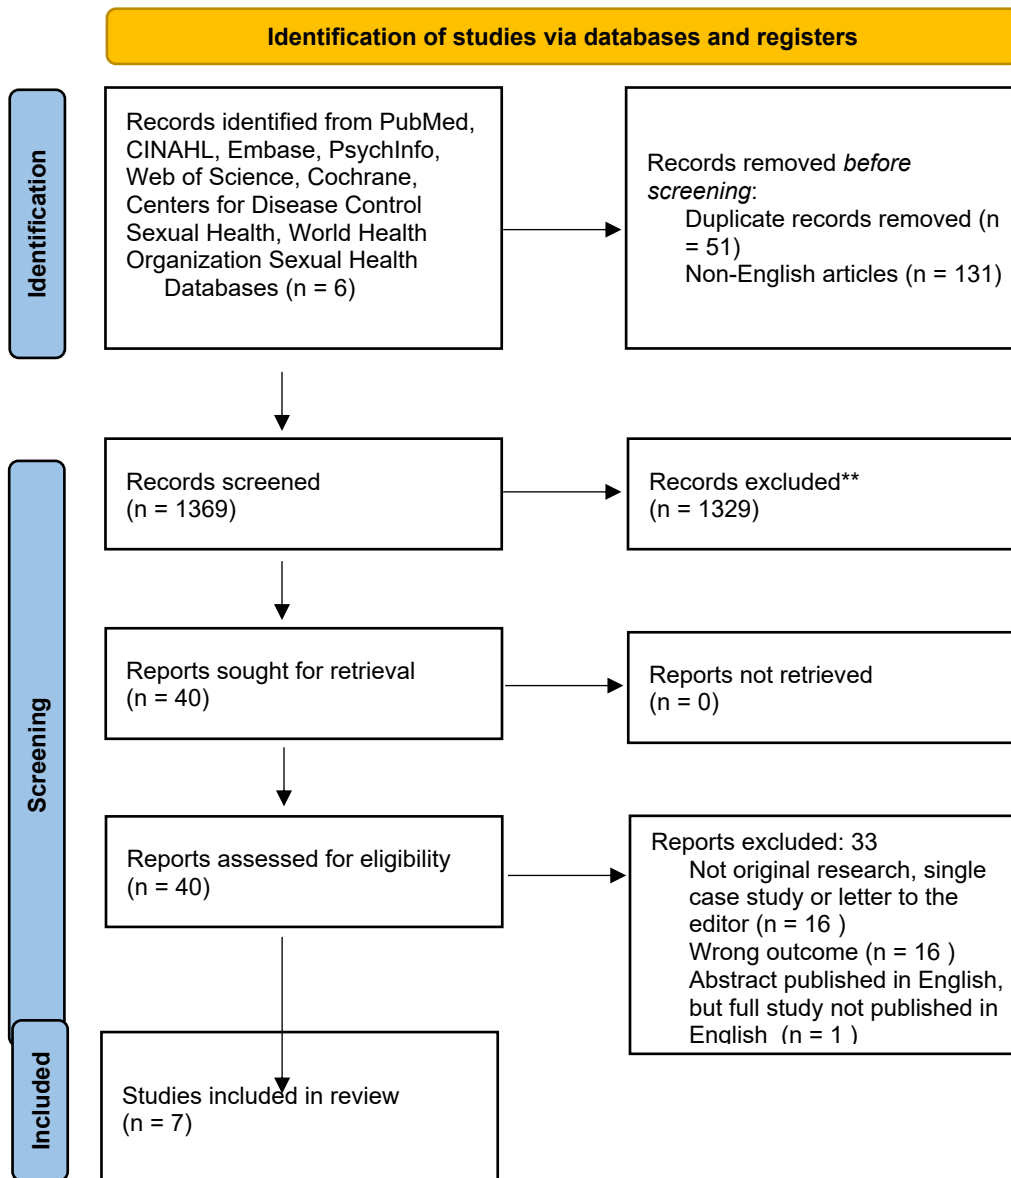 Identification of studies via databases and registers
Identification
Records identified from PubMed,
CINAHL, Embase, PsychInfo,
Web of Science, Cochrane,
Centers for Disease Control
Sexual Health, World Health
Organization Sexual Health
Databases (n = 6)
Records removed before
screening:
Duplicate records removed (n
= 51)
Non-English articles (n = 131)
Screening
Records screened
(n = 1369)
Records excluded**
(n = 1329)
Reports sought for retrieval
(n = 40)
Reports not retrieved
(n = 0)
Reports assessed for eligibility
(n = 40)
Reports excluded: 33
Not original research, single
case study or letter to the
editor (n = 16 )
Wrong outcome (n = 16 )
Abstract published in English,
but full study not published in
English  (n = 1 )
Included
Studies included in review
(n = 7)